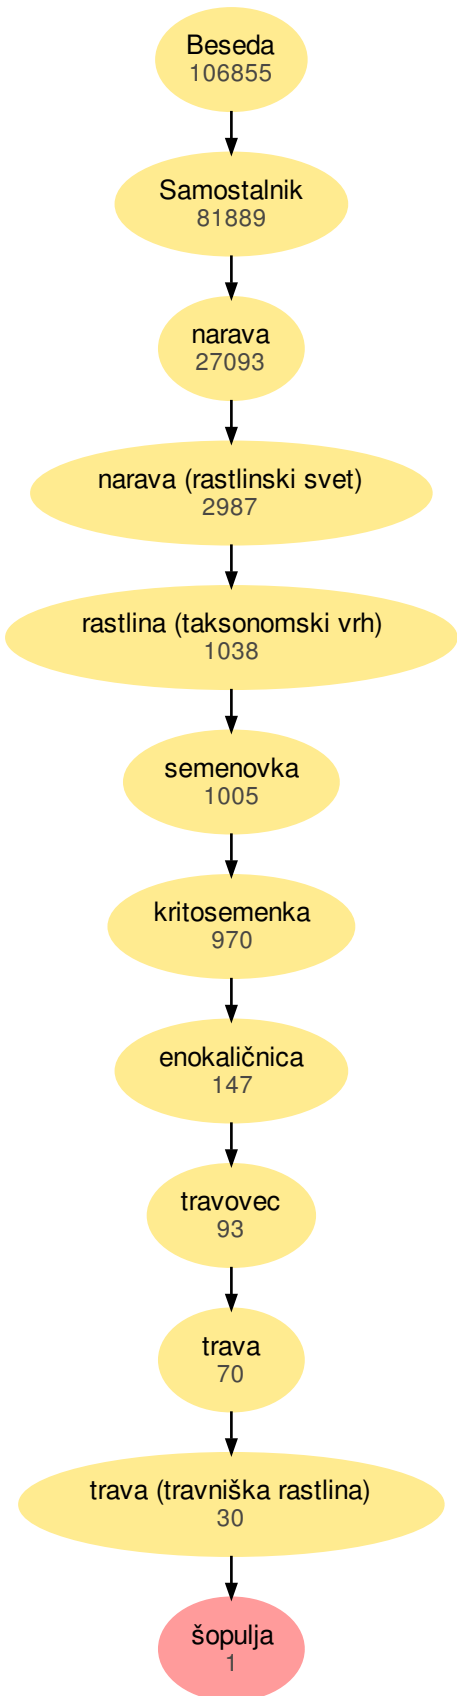 Beseda
106855
Samostalnik
81889
narava
27093
narava (rastlinski svet)
2987
rastlina (taksonomski vrh)
1038
semenovka
1005
kritosemenka
970
enokaličnica
147
travovec
93
trava
70
trava (travniška rastlina)
30
šopulja
1